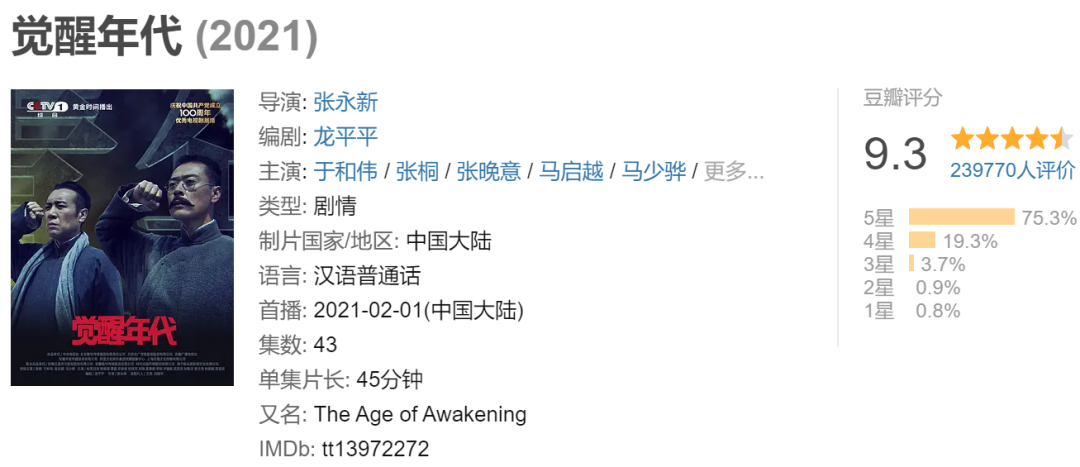 觉醒年代 (2021)
CCTV 1 黄金时间播出
综合
庆祝中国共产党成立
100周年
优秀电视剧展播
觉醒年代
导演: 张永新
编剧: 龙平平
主演: 于和伟 / 张桐 / 张晚意 / 马启越 / 马少骅 / 更多...
类型: 剧情
制片国家/地区: 中国大陆
语言: 汉语普通话
首播: 2021-02-01(中国大陆)
集数: 43
单集片长: 45分钟
又名: The Age of Awakening
IMDb: tt13972272
豆瓣评分
9.3
239770人评价
5星 75.3%
4星 19.3%
3星 3.7%
2星 0.9%
1星 0.8%